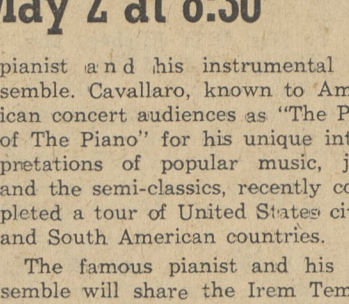 May 2 at 8:30
pianist and his instrumental
semble. Cavallaro, known to Am
ican concert audiences as "The P
of The Piano" for his unique int
pretations of popular music, j
and the semi-classics, recently co
pleted a tour of United States ci
and South American countries.
The famous pianist and his
semble will share the Irem Tem